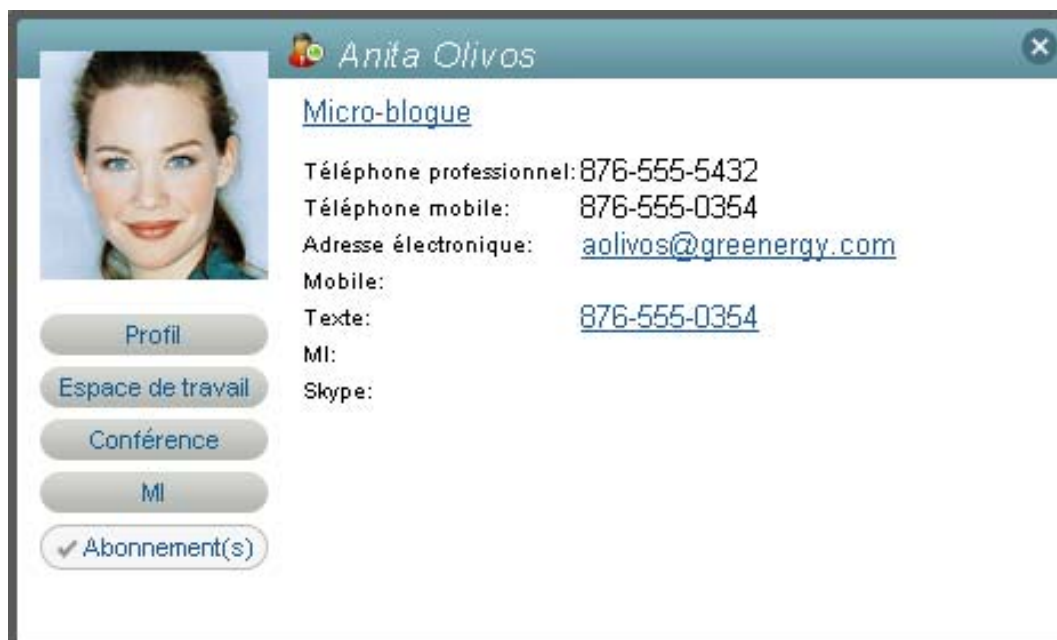 Anita Olivos
Micro-blogue
Téléphone professionnel: 876-555-5432
Téléphone mobile: 876-555-0354
Adresse électronique: aolivos@greenergy.com
Mobile:
Texte: 876-555-0354
MI:
Skype:
Profil
Espace de travail
Conférence
MI
Abonnement(s)